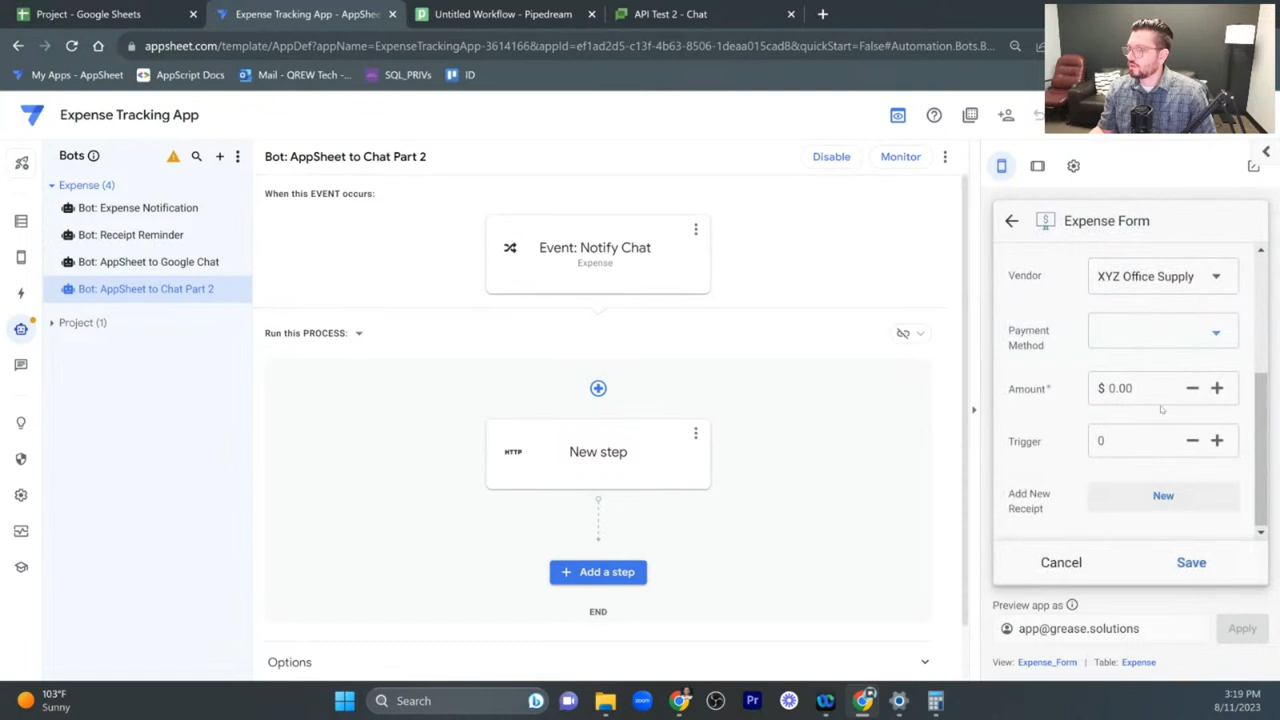 Project - Google Sheets
Expense Tracking App - AppShee
Untitled Workflow - Pipedream
API Test 2 - Chat
appsheet.com/template/AppDef?appName=ExpenseTrackingApp-3614166&appId=ef1ad2d5-c13f-4b63-8506-1deaa015cad8&quickStart=False#Automation.Bots.B...
My Apps - AppSheet
AppScript Docs
Mail - QREW Tech -...
SQL_PRIVs
ID
Expense Tracking App
Bots
Bot: AppSheet to Chat Part 2
Disable
Monitor
Expense (4)
Bot: Expense Notification
Bot: Receipt Reminder
Bot: AppSheet to Google Chat
Bot: AppSheet to Chat Part 2
Project (1)
When this EVENT occurs:
Event: Notify Chat
Expense
Run this PROCESS:
HTTP
New step
+ Add a step
END
Options
Expense Form
Vendor
XYZ Office Supply
Payment
Method
Amount*
$ 0.00
Trigger
0
Add New
Receipt
New
Cancel
Save
Preview app as
app@grease.solutions
Apply
View: Expense_Form | Table: Expense
103°F
Sunny
Search
zoom
Pr
3:19 PM
8/11/2023